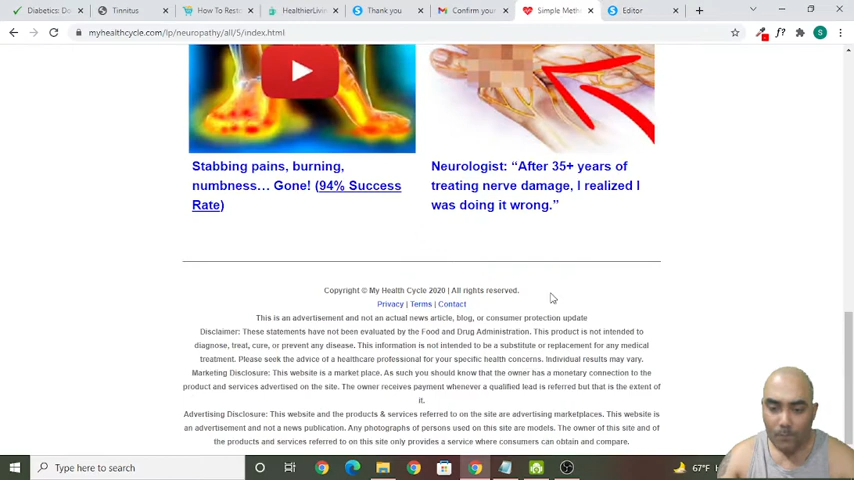 Diabetics: Do
Tinnitus
How To Rest
HealthierLivin
Thank you
Confirm your
Simple Meth
Editor
myhealthcycle.com/lp/neuropathy/all/5/index.html
S
Stabbing pains, burning,
numbness… Gone! (94% Success
Rate)
Neurologist: “After 35+ years of
treating nerve damage, I realized I
was doing it wrong.”
Copyright © My Health Cycle 2020 | All rights reserved.
Privacy | Terms | Contact
This is an advertisement and not an actual news article, blog, or consumer protection update
Disclaimer: These statements have not been evaluated by the Food and Drug Administration. This product is not intended to
diagnose, treat, cure, or prevent any disease. This information is not intended to be a substitute or replacement for any medical
treatment. Please seek the advice of a healthcare professional for your specific health concerns. Individual results may vary.
Marketing Disclosure: This website is a market place. As such you should know that the owner has a monetary connection to the
product and services advertised on the site. The owner receives payment whenever a qualified lead is referred but that is the extent of
it.
Advertising Disclosure: This website and the products & services referred to on the site are advertising marketplaces. This website is
an advertisement and not a news publication. Any photographs of persons used on this site are models. The owner of this site and of
the products and services referred to on this site only provides a service where consumers can obtain and compare.
Type here to search
67°F